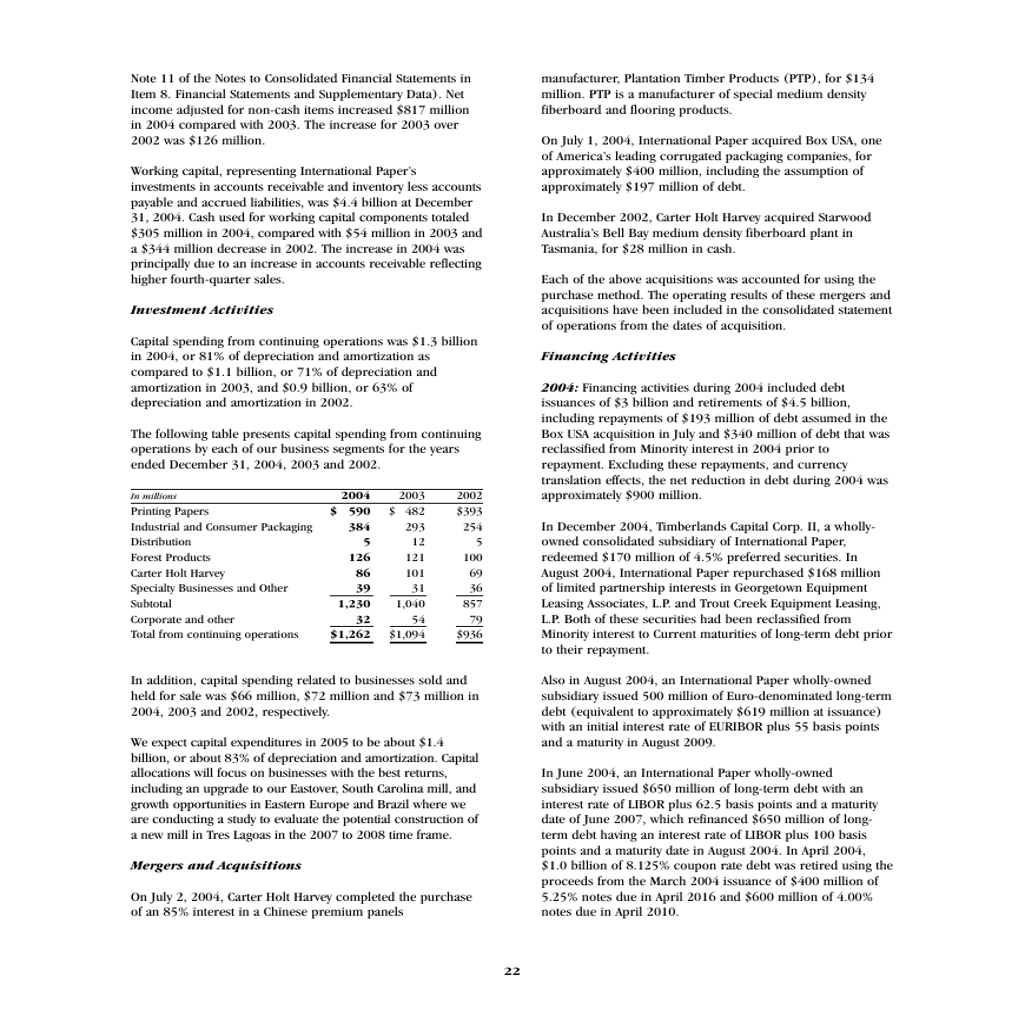 Note 11 of the Notes to Consolidated Financial Statements in
Item 8. Financial Statements and Supplementary Data). Net
income adjusted for non-cash items increased $817 million
in 2004 compared with 2003. The increase for 2003 over
2002 was $126 million.
Working capital, representing International Paper's
investments in accounts receivable and inventory less accounts
payable and accrued liabilities, was $4.4 billion at December
31, 2004. Cash used for working capital components totaled
$305 million in 2004, compared with $54 million in 2003 and
a $344 million decrease in 2002. The increase in 2004 was
principally due to an increase in accounts receivable reflecting
higher fourth-quarter sales.
Investment Activities
Capital spending from continuing operations was $1.3 billion
in 2004, or 81% of depreciation and amortization as
compared to $1.1 billion, or 71% of depreciation and
amortization in 2003, and $0.9 billion, or 63% of
depreciation and amortization in 2002.
The following table presents capital spending from continuing
operations by each of our business segments for the years
ended December 31, 2004, 2003 and 2002.
In millions 2004 2003 2002
Printing Papers $ 590 $ 482 $393
Industrial and Consumer Packaging 384 293 254
Distribution 5 12 5
Forest Products 126 121 100
Carter Holt Harvey 86 101 69
Specialty Businesses and Other 39 31 36
Subtotal 1,230 1,040 857
Corporate and other 32 54 79
Total from continuing operations $1,262 $1,094 $936
In addition, capital spending related to businesses sold and
held for sale was $66 million, $72 million and $73 million in
2004, 2003 and 2002, respectively.
We expect capital expenditures in 2005 to be about $1.4
billion, or about 83% of depreciation and amortization. Capital
allocations will focus on businesses with the best returns,
including an upgrade to our Eastover, South Carolina mill, and
growth opportunities in Eastern Europe and Brazil where we
are conducting a study to evaluate the potential construction of
a new mill in Tres Lagoas in the 2007 to 2008 time frame.
Mergers and Acquisitions
On July 2, 2004, Carter Holt Harvey completed the purchase
of an 85% interest in a Chinese premium panels
manufacturer, Plantation Timber Products (PTP), for $134
million. PTP is a manufacturer of special medium density
fiberboard and flooring products.
On July 1, 2004, International Paper acquired Box USA, one
of America's leading corrugated packaging companies, for
approximately $400 million, including the assumption of
approximately $197 million of debt.
In December 2002, Carter Holt Harvey acquired Starwood
Australia's Bell Bay medium density fiberboard plant in
Tasmania, for $28 million in cash.
Each of the above acquisitions was accounted for using the
purchase method. The operating results of these mergers and
acquisitions have been included in the consolidated statement
of operations from the dates of acquisition.
Financing Activities
2004: Financing activities during 2004 included debt
issuances of $3 billion and retirements of $4.5 billion,
including repayments of $193 million of debt assumed in the
Box USA acquisition in July and $340 million of debt that was
reclassified from Minority interest in 2004 prior to
repayment. Excluding these repayments, and currency
translation effects, the net reduction in debt during 2004 was
approximately $900 million.
In December 2004, Timberlands Capital Corp. II, a wholly-
owned consolidated subsidiary of International Paper,
redeemed $170 million of 4.5% preferred securities. In
August 2004, International Paper repurchased $168 million
of limited partnership interests in Georgetown Equipment
Leasing Associates, L.P. and Trout Creek Equipment Leasing,
L.P. Both of these securities had been reclassified from
Minority interest to Current maturities of long-term debt prior
to their repayment.
Also in August 2004, an International Paper wholly-owned
subsidiary issued 500 million of Euro-denominated long-term
debt (equivalent to approximately $619 million at issuance)
with an initial interest rate of EURIBOR plus 55 basis points
and a maturity in August 2009.
In June 2004, an International Paper wholly-owned
subsidiary issued $650 million of long-term debt with an
interest rate of LIBOR plus 62.5 basis points and a maturity
date of June 2007, which refinanced $650 million of long-
term debt having an interest rate of LIBOR plus 100 basis
points and a maturity date in August 2004. In April 2004,
$1.0 billion of 8.125% coupon rate debt was retired using the
proceeds from the March 2004 issuance of $400 million of
5.25% notes due in April 2016 and $600 million of 4.00%
notes due in April 2010.
22